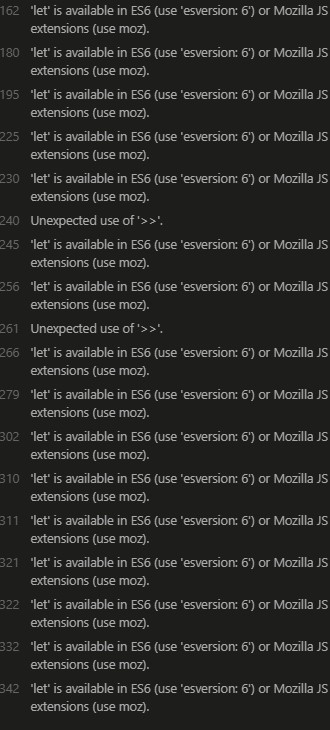 162 'let' is available in ES6 (use 'esversion: 6') or Mozilla JS
extensions (use moz).
180 'let' is available in ES6 (use 'esversion: 6') or Mozilla JS
extensions (use moz).
195 'let' is available in ES6 (use 'esversion: 6') or Mozilla JS
extensions (use moz).
225 'let' is available in ES6 (use 'esversion: 6') or Mozilla JS
extensions (use moz).
230 'let' is available in ES6 (use 'esversion: 6') or Mozilla JS
extensions (use moz).
240 Unexpected use of '>>'.
245 'let' is available in ES6 (use 'esversion: 6') or Mozilla JS
extensions (use moz).
256 'let' is available in ES6 (use 'esversion: 6') or Mozilla JS
extensions (use moz).
261 Unexpected use of '>>'.
266 'let' is available in ES6 (use 'esversion: 6') or Mozilla JS
extensions (use moz).
279 'let' is available in ES6 (use 'esversion: 6') or Mozilla JS
extensions (use moz).
302 'let' is available in ES6 (use 'esversion: 6') or Mozilla JS
extensions (use moz).
310 'let' is available in ES6 (use 'esversion: 6') or Mozilla JS
extensions (use moz).
311 'let' is available in ES6 (use 'esversion: 6') or Mozilla JS
extensions (use moz).
321 'let' is available in ES6 (use 'esversion: 6') or Mozilla JS
extensions (use moz).
322 'let' is available in ES6 (use 'esversion: 6') or Mozilla JS
extensions (use moz).
332 'let' is available in ES6 (use 'esversion: 6') or Mozilla JS
extensions (use moz).
342 'let' is available in ES6 (use 'esversion: 6') or Mozilla JS
extensions (use moz).